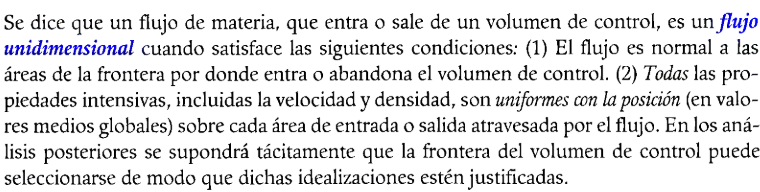 Se dice que un flujo de materia, que entra o sale de un volumen de control, es un flujo
unidimensional cuando satisface las siguientes condiciones: (1) El flujo es normal a las
áreas de la frontera por donde entra o abandona el volumen de control. (2) Todas las pro-
piedades intensivas, incluidas la velocidad y densidad, son uniformes con la posición (en valo-
res medios globales) sobre cada área de entrada o salida atravesada por el flujo. En los aná-
lisis posteriores se supondrá tácitamente que la frontera del volumen de control puede
seleccionarse de modo que dichas idealizaciones estén justificadas.